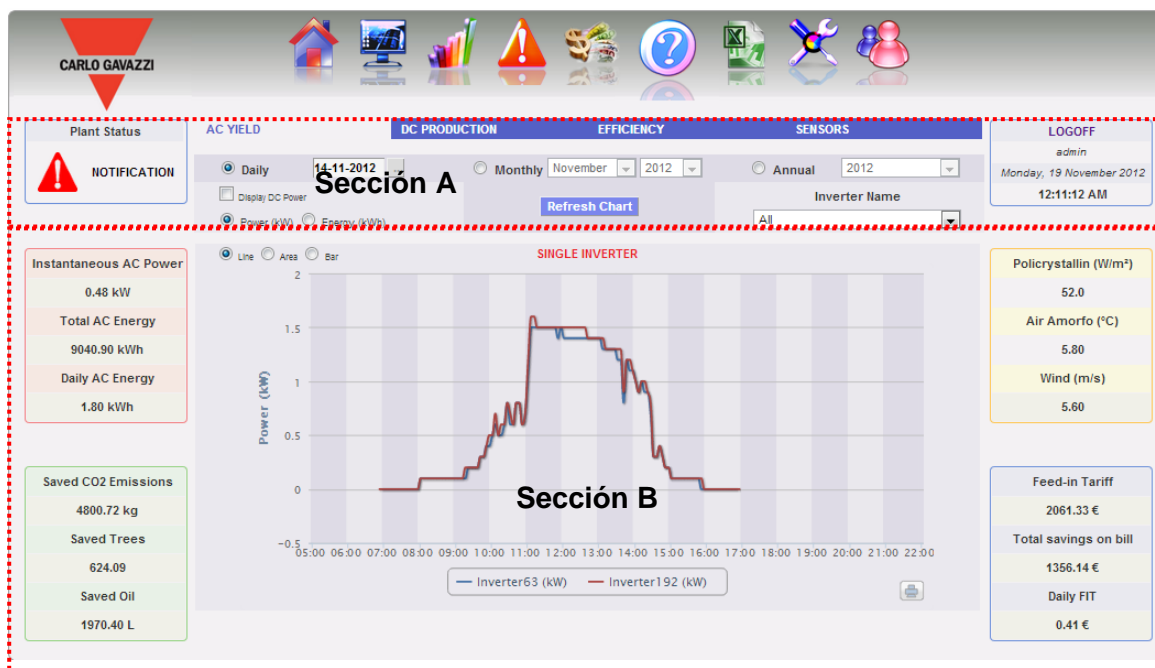 CARLO GAVAZZI
Plant Status
NOTIFICATION
AC YIELD DC PRODUCTION EFFICIENCY SENSORS
Daily 14-11-2012 Monthly November 2012 Annual 2012
Sección A
Display DC Power
Refresh Chart
Inverter Name
Power (kW) Energy (kWh)
All
LOGOFF
admin
Monday, 19 November 2012
12:11:12 AM
Instantaneous AC Power
0.48 kW
Total AC Energy
9040.90 kWh
Daily AC Energy
1.80 kWh
Saved CO2 Emissions
4800.72 kg
Saved Trees
624.09
Saved Oil
1970.40 L
Line Area Bar
SINGLE INVERTER
Power (kW)
2
1.5
1
0.5
0
-0.5
Sección B
05:00 06:00 07:00 08:00 09:00 10:00 11:00 12:00 13:00 14:00 15:00 16:00 17:00 18:00 19:00 20:00 21:00 22:00
Inverter63 (kW) Inverter192 (kW)
Policrystallin (W/m²)
52.0
Air Amorfo (ºC)
5.80
Wind (m/s)
5.60
Feed-in Tariff
2061.33 €
Total savings on bill
1356.14 €
Daily FIT
0.41 €